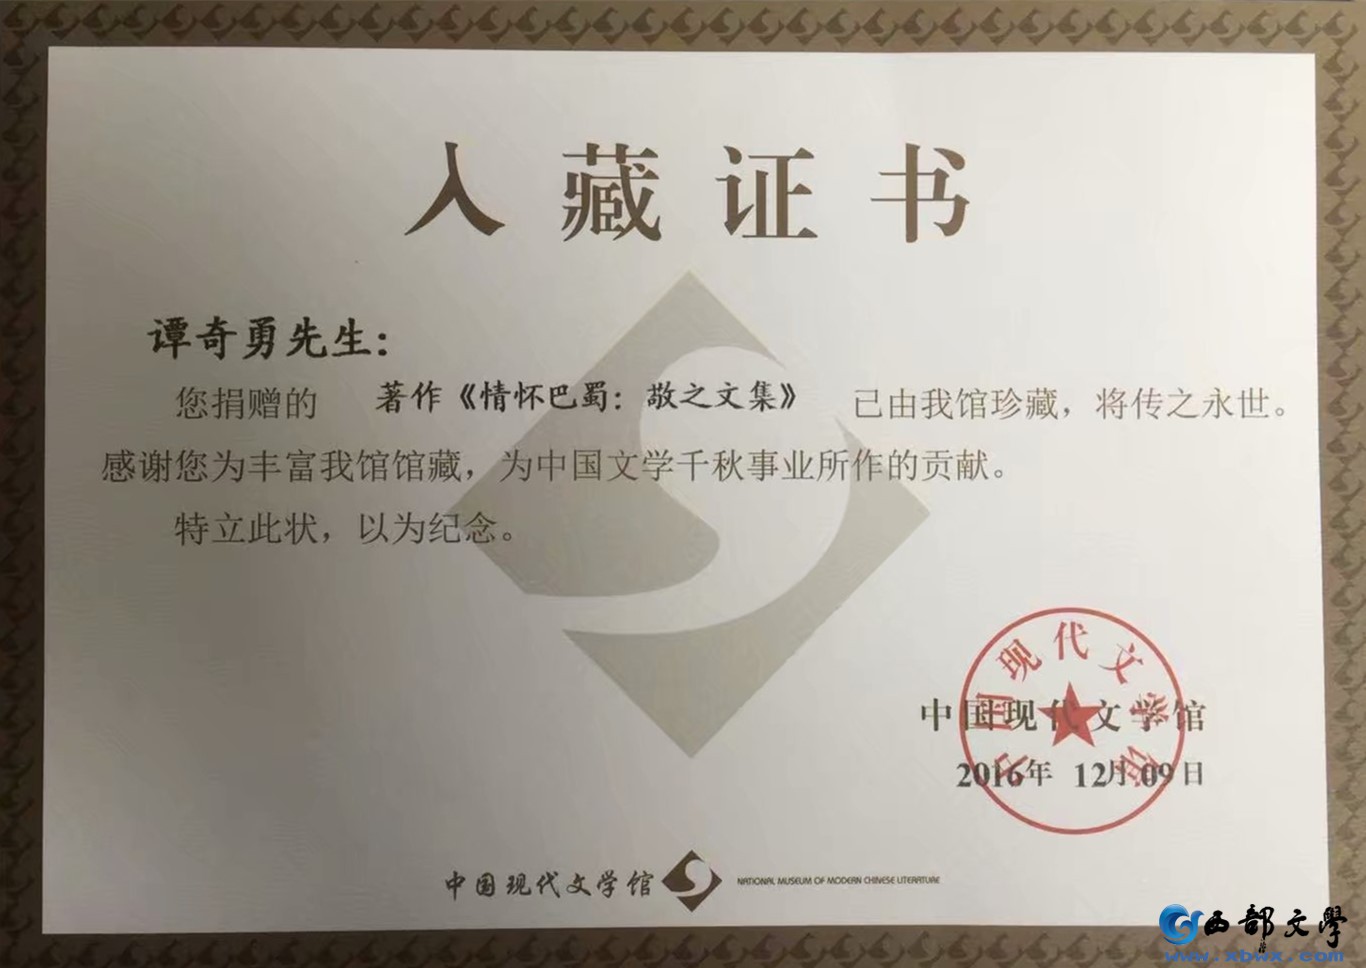 入藏证书
谭奇勇先生：
您捐赠的 著作《情怀巴蜀：敬之文集》 已由我馆珍藏，将传之永世。
感谢您为丰富我馆馆藏，为中国文学千秋事业所作的贡献。
特立此状，以为纪念。
中国现代文学馆
中国现代文学馆
2016年 12月09日
中国现代文学馆 NATIONAL MUSEUM OF MODERN CHINESE LITERATURE
西部文學
www.xbwx.com